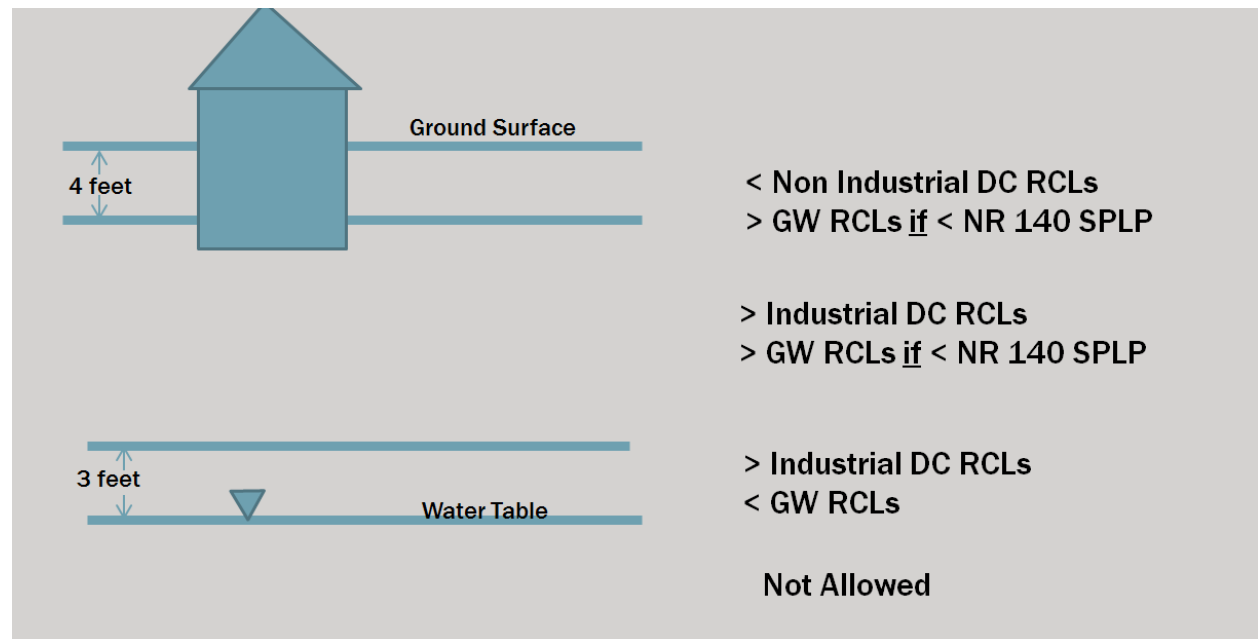 Ground Surface
4 feet
< Non Industrial DC RCLs
> GW RCLs if < NR 140 SPLP
> Industrial DC RCLs
> GW RCLs if < NR 140 SPLP
3 feet
Water Table
> Industrial DC RCLs
< GW RCLs
Not Allowed